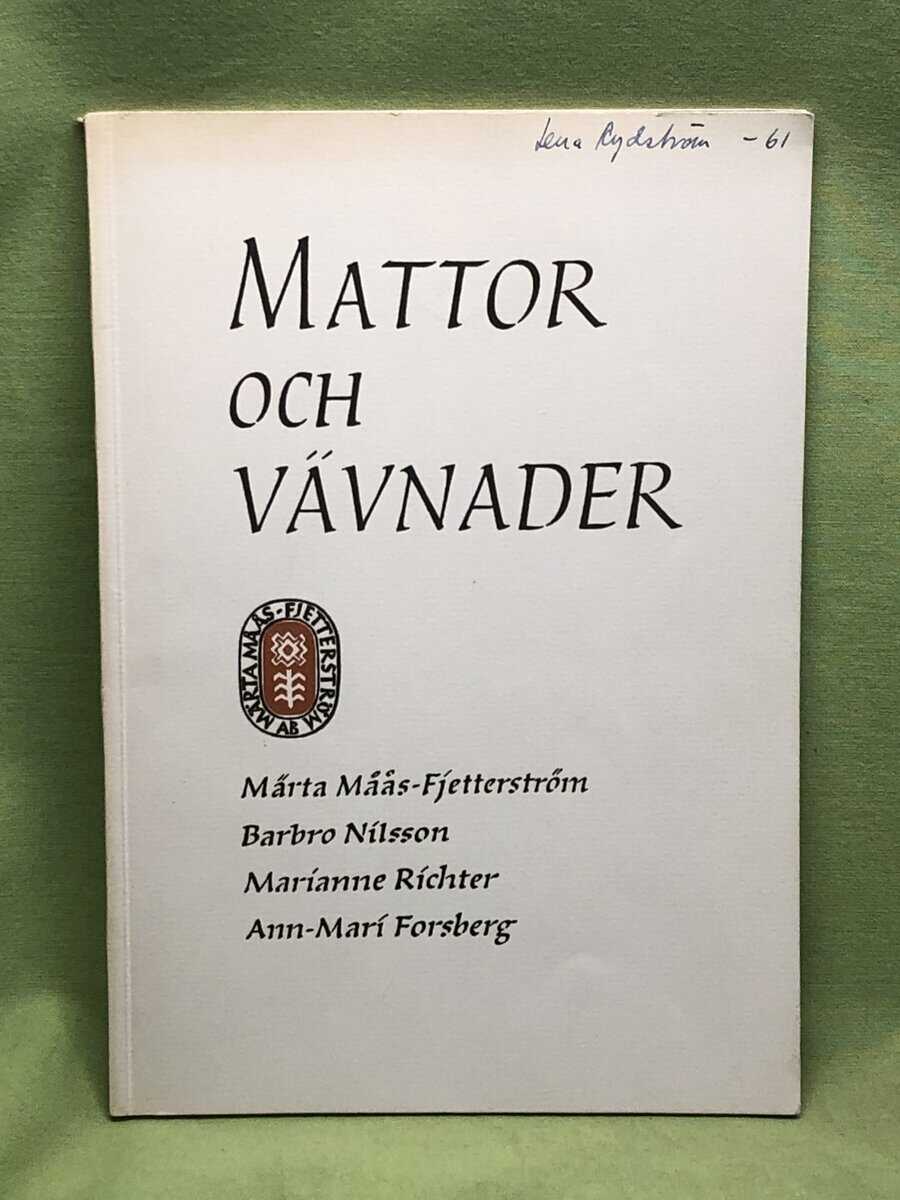 Lena Rydström - 61
MATTOR
OCH
VÄVNADER
MÄRTA MÅÅS-FJETTERSTRÖM AB
Märta Måås-Fjetterström
Barbro Nilsson
Marianne Richter
Ann-Mari Forsberg